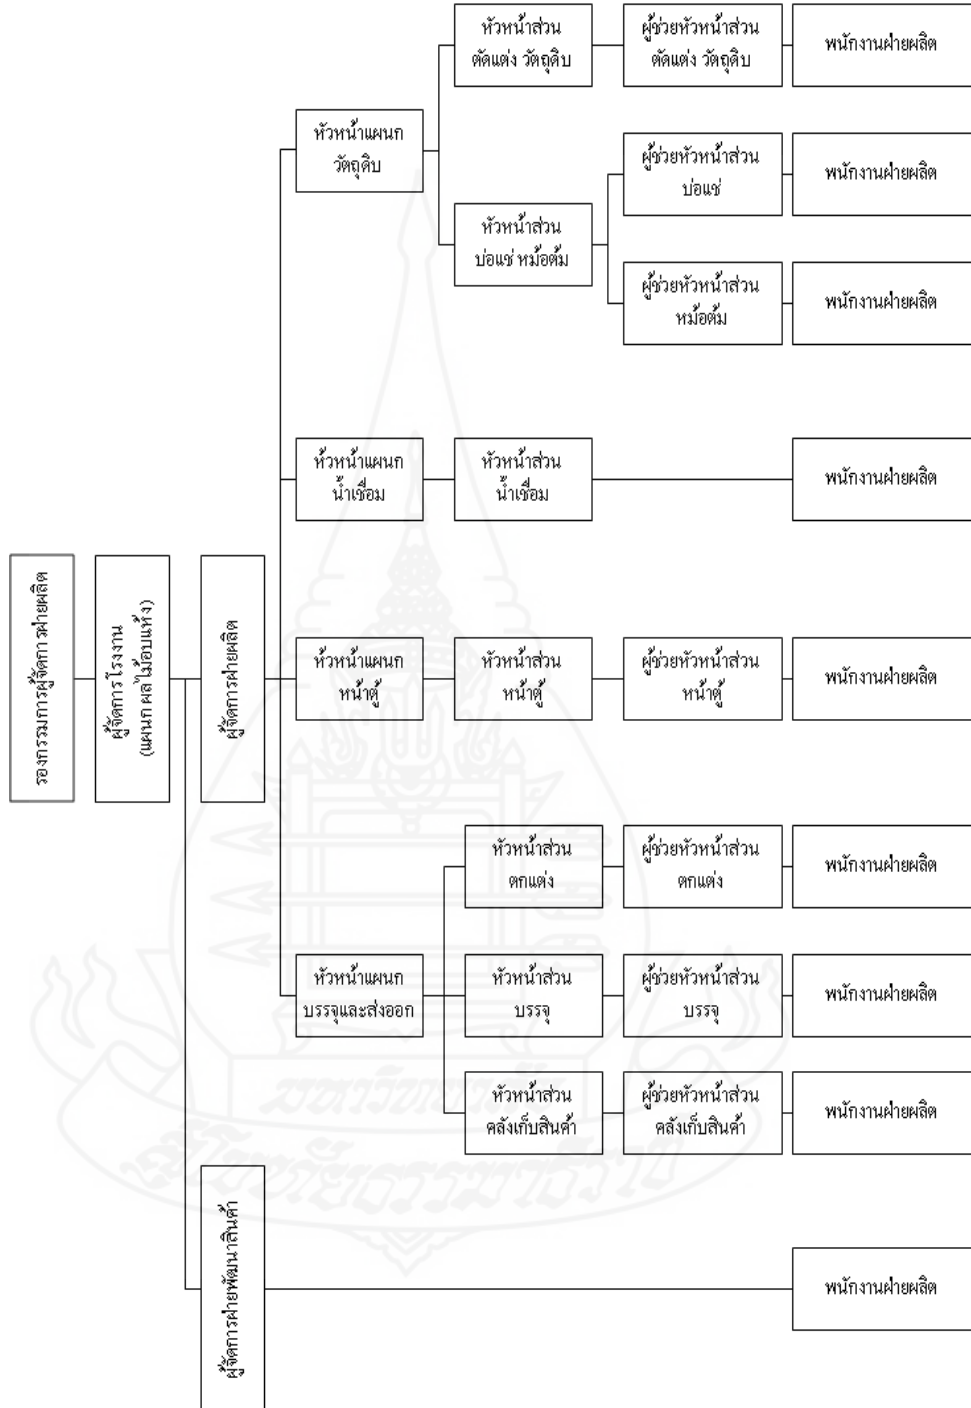 รองกรรมการผู้จัดการฝ่ายผลิต
ผู้จัดการโรงงาน
(แผนก ผลไม้อบแห้ง)
ผู้จัดการฝ่ายผลิต
หัวหน้าแผนก
วัตถุดิบ
หัวหน้าส่วน
ตัดแต่ง วัตถุดิบ
ผู้ช่วยหัวหน้าส่วน
ตัดแต่ง วัตถุดิบ
พนักงานฝ่ายผลิต
หัวหน้าส่วน
บ่อแช่ หม้อต้ม
ผู้ช่วยหัวหน้าส่วน
บ่อแช่
พนักงานฝ่ายผลิต
ผู้ช่วยหัวหน้าส่วน
หม้อต้ม
พนักงานฝ่ายผลิต
หัวหน้าแผนก
น้ำเชื่อม
หัวหน้าส่วน
น้ำเชื่อม
พนักงานฝ่ายผลิต
หัวหน้าแผนก
หน้าตู้
หัวหน้าส่วน
หน้าตู้
ผู้ช่วยหัวหน้าส่วน
หน้าตู้
พนักงานฝ่ายผลิต
หัวหน้าแผนก
บรรจุและส่งออก
หัวหน้าส่วน
ตกแต่ง
ผู้ช่วยหัวหน้าส่วน
ตกแต่ง
พนักงานฝ่ายผลิต
หัวหน้าส่วน
บรรจุ
ผู้ช่วยหัวหน้าส่วน
บรรจุ
พนักงานฝ่ายผลิต
หัวหน้าส่วน
คลังเก็บสินค้า
ผู้ช่วยหัวหน้าส่วน
คลังเก็บสินค้า
พนักงานฝ่ายผลิต
ผู้จัดการฝ่ายพัฒนาสินค้า
พนักงานฝ่ายผลิต
มหาวิทยาลัย
สุโขทัยธรรมาธิราช